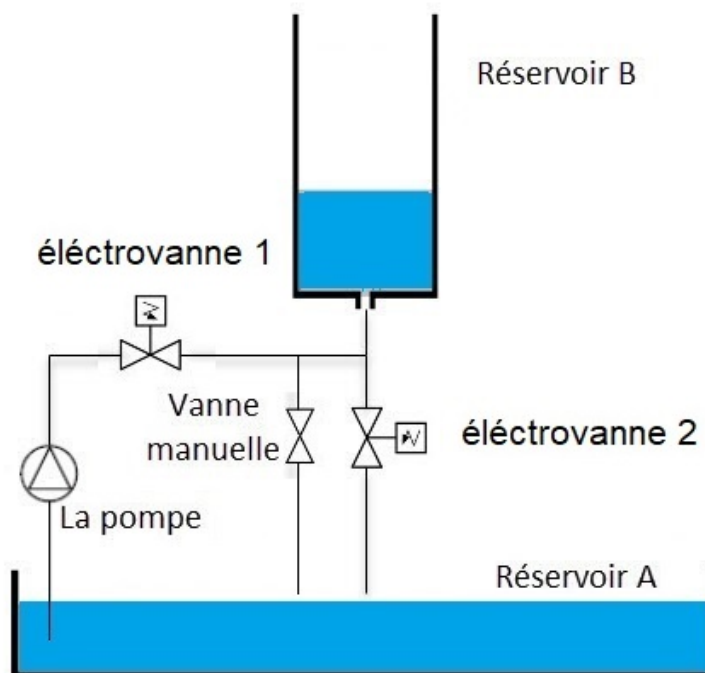 Réservoir B
éléctrovanne 1
Vanne
manuelle
éléctrovanne 2
La pompe
Réservoir A